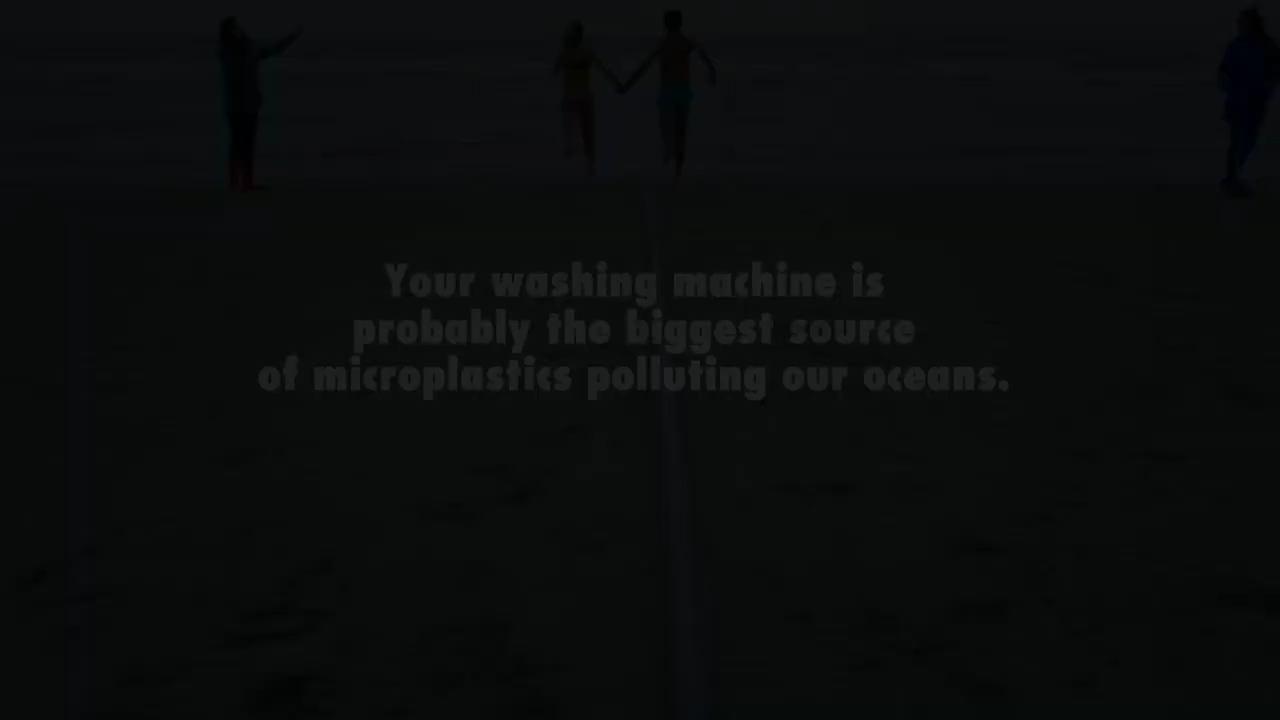 Your washing machine is
probably the biggest source
of microplastics polluting our oceans.